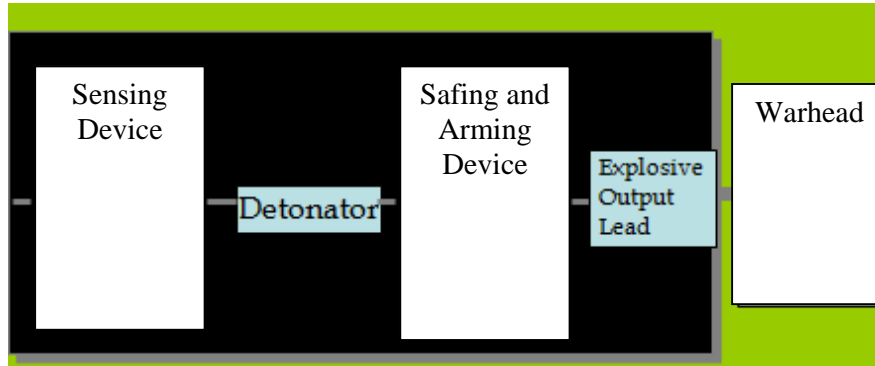 Sensing
Device
Detonator
Safing and
Arming
Device
Explosive
Output
Lead
Warhead